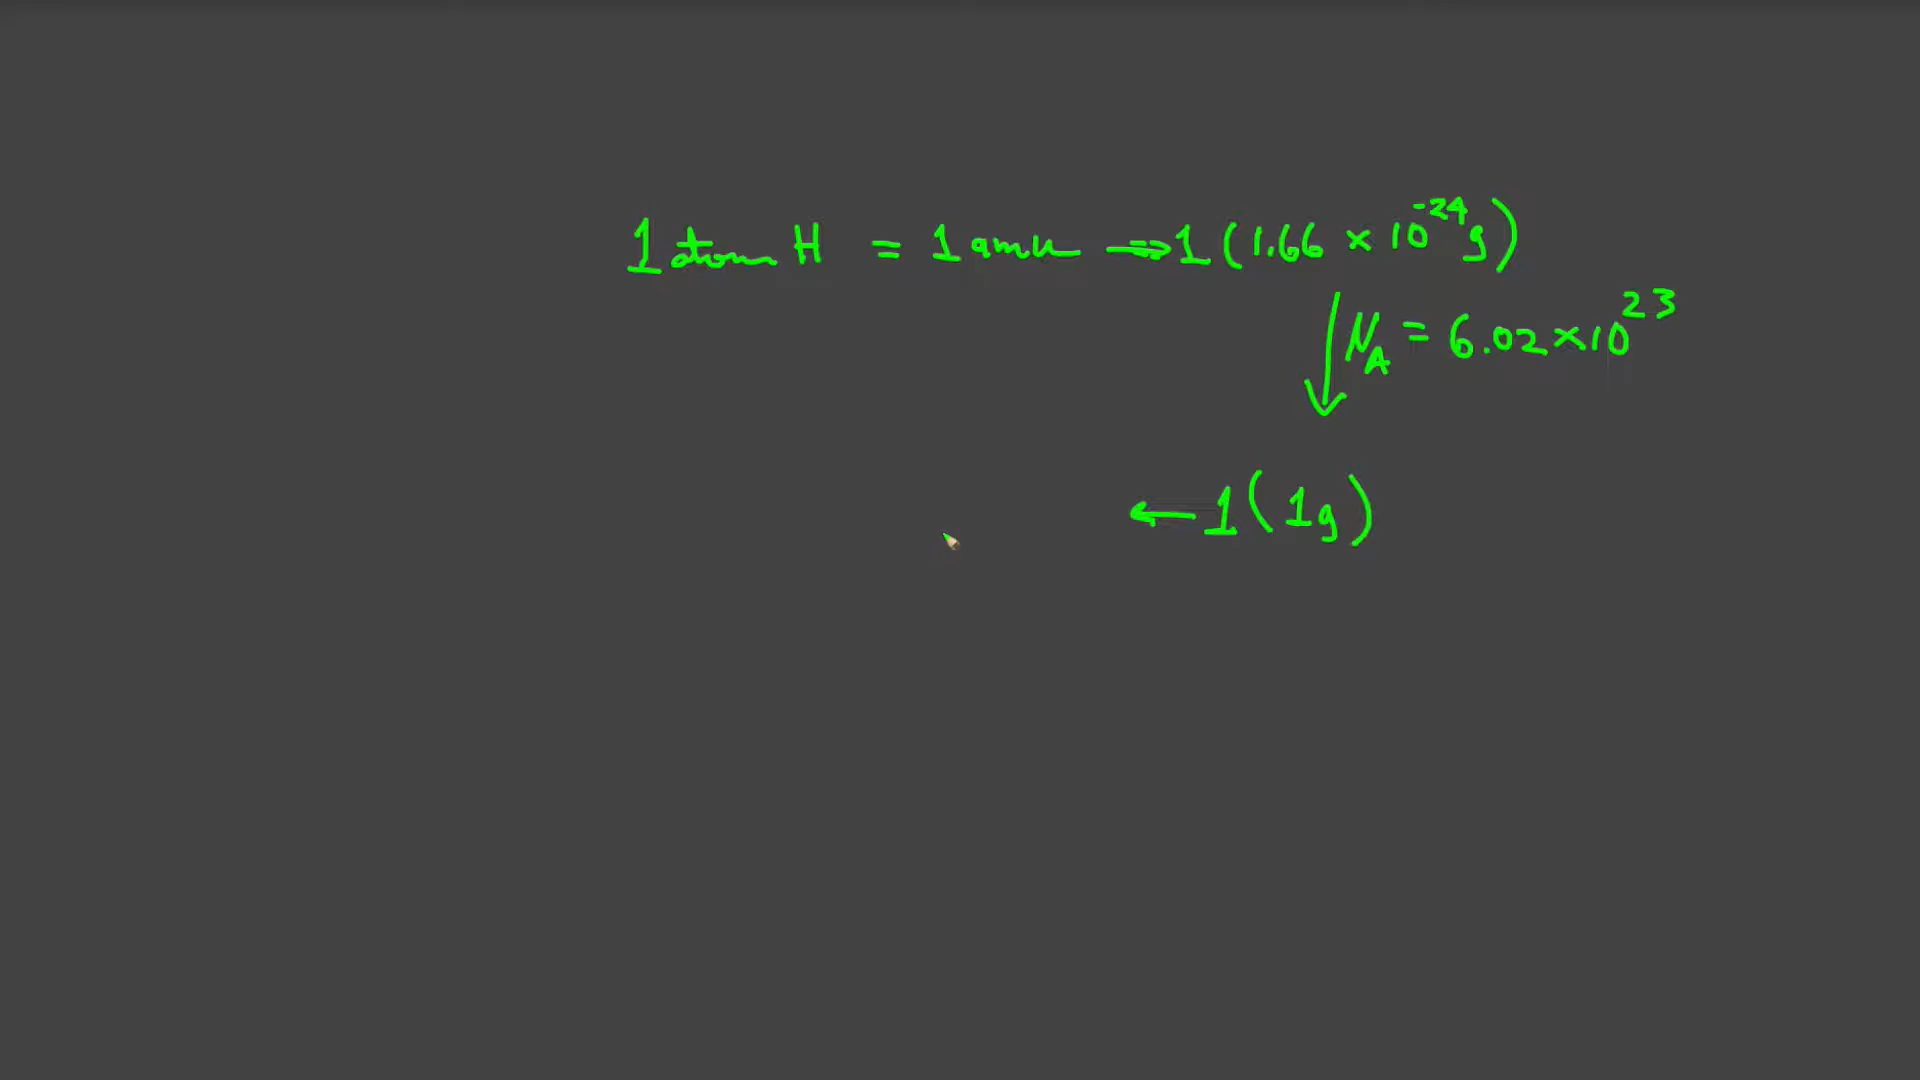 1 atom H = 1 amu → 1 (1.66 × 10⁻²⁴ g)
↓ N_A = 6.02 × 10²³
← 1 (1g)